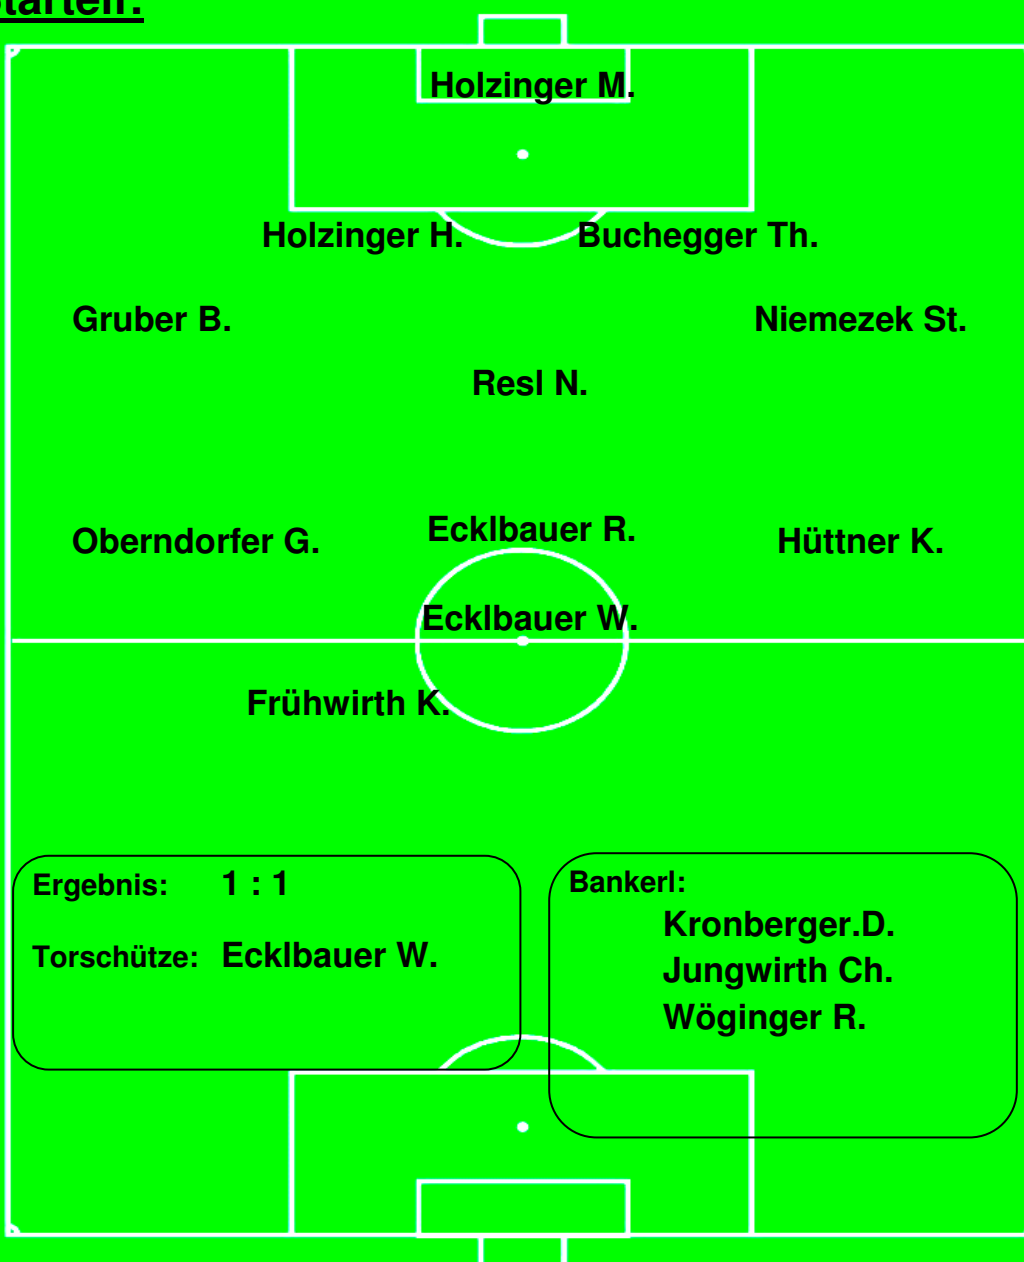 Startelf:
Holzinger M.
Holzinger H. Buchegger Th.
Gruber B. Niemezek St.
Resl N.
Oberndorfer G. Ecklbauer R. Hüttner K.
Ecklbauer W.
Frühwirth K.
Ergebnis: 1 : 1
Torschütze: Ecklbauer W.
Bankerl:
Kronberger.D.
Jungwirth Ch.
Wöginger R.